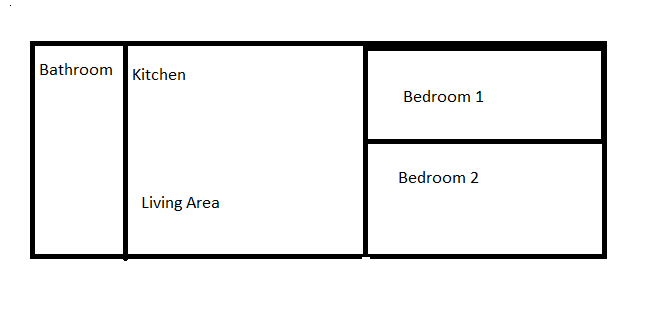 Bathroom
Kitchen
Bedroom 1
Bedroom 2
Living Area